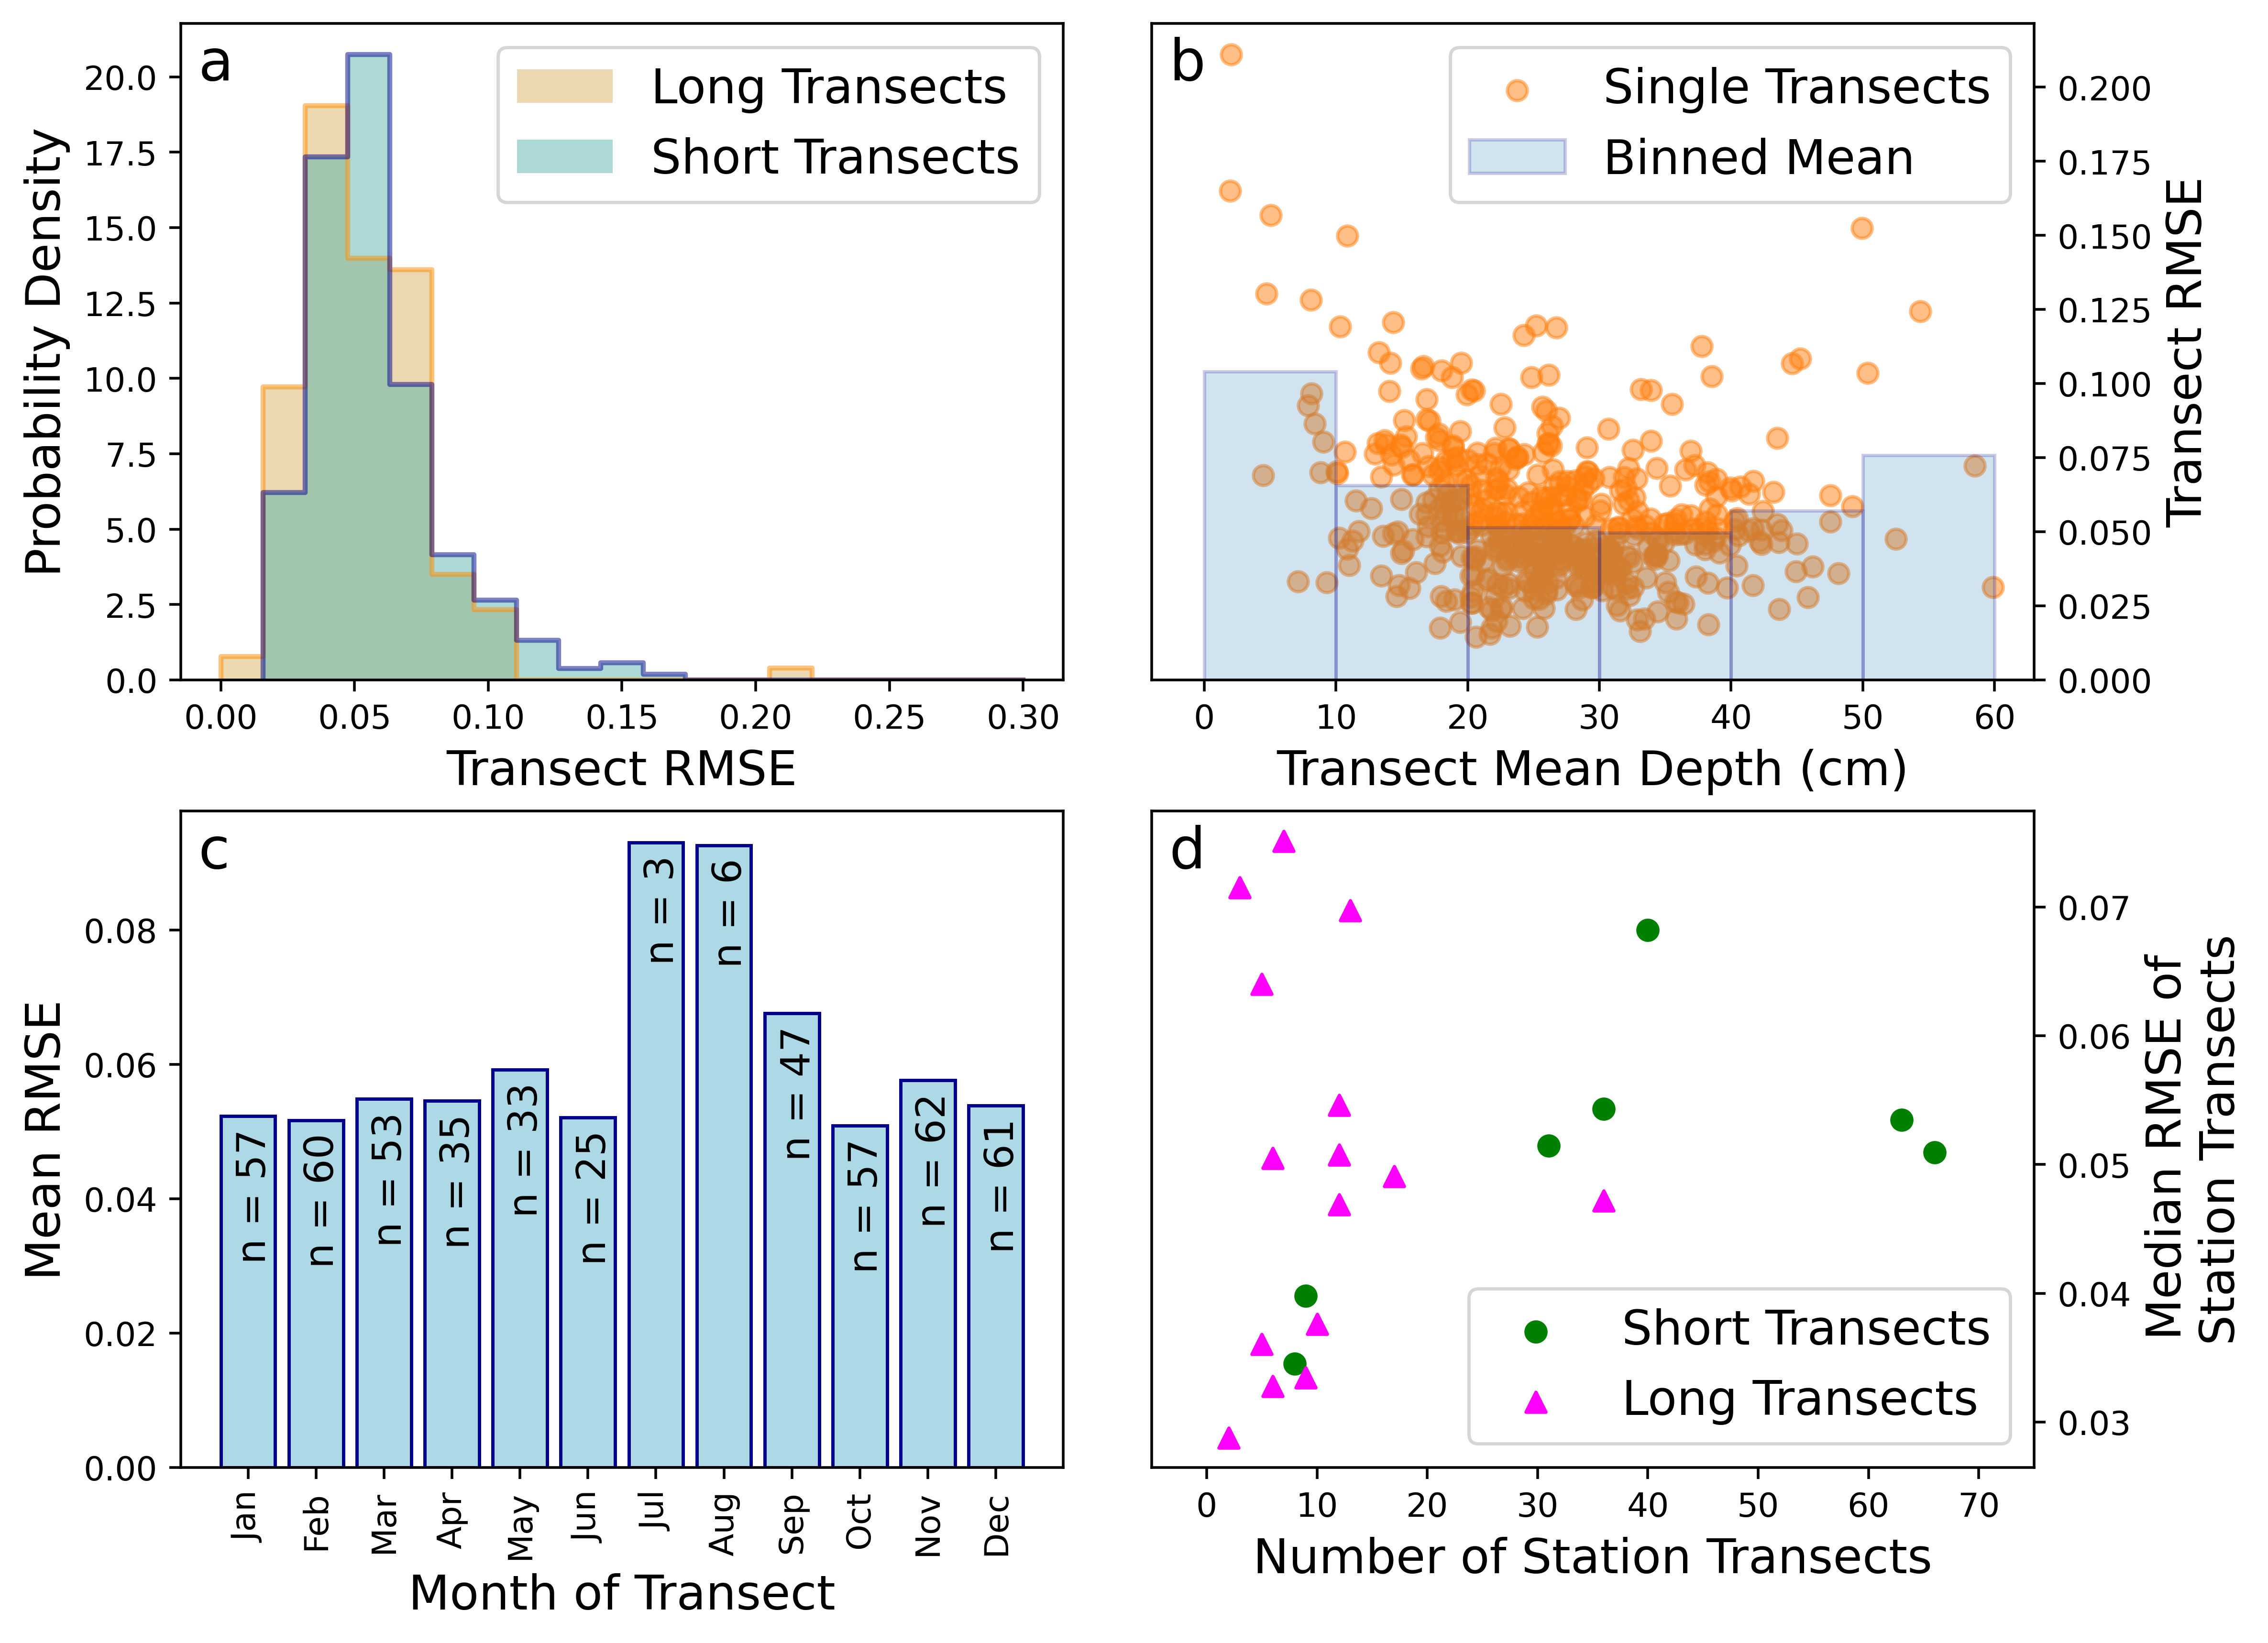 a
Long Transects
Short Transects
20.0
17.5
15.0
12.5
10.0
7.5
5.0
2.5
0.0
Probability Density
0.00 0.05 0.10 0.15 0.20 0.25 0.30
Transect RMSE
b
Single Transects
Binned Mean
0.200
0.175
0.150
0.125
0.100
0.075
0.050
0.025
0.000
Transect RMSE
0 10 20 30 40 50 60
Transect Mean Depth (cm)
c
0.08
0.06
0.04
0.02
0.00
Mean RMSE
n = 57
n = 60
n = 53
n = 35
n = 33
n = 25
n = 3
n = 6
n = 47
n = 57
n = 62
n = 61
Jan
Feb
Mar
Apr
May
Jun
Jul
Aug
Sep
Oct
Nov
Dec
Month of Transect
d
0.07
0.06
0.05
0.04
0.03
Median RMSE of
Station Transects
Short Transects
Long Transects
0 10 20 30 40 50 60 70
Number of Station Transects